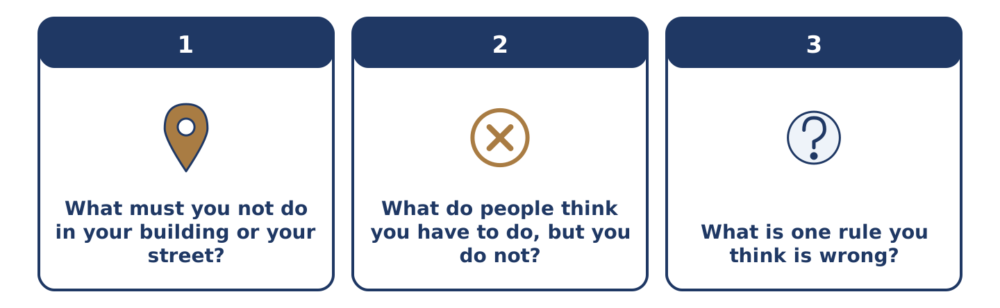 1
What must you not do
in your building or your
street?
2
What do people think
you have to do, but you
do not?
3
What is one rule you
think is wrong?